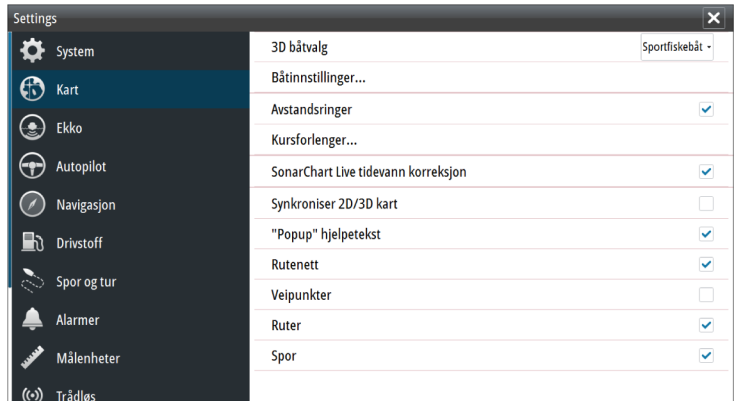 Settings
System
Kart
Ekko
Autopilot
Navigasjon
Drivstoff
Spor og tur
Alarmer
Målenheter
Trådløs
3D båtvalg
Sportfiskebåt
Båtinnstillinger...
Avstandsringer
Kursforlenger...
SonarChart Live tidevann korreksjon
Synkroniser 2D/3D kart
"Popup" hjelpetekst
Rutenett
Veipunkter
Ruter
Spor